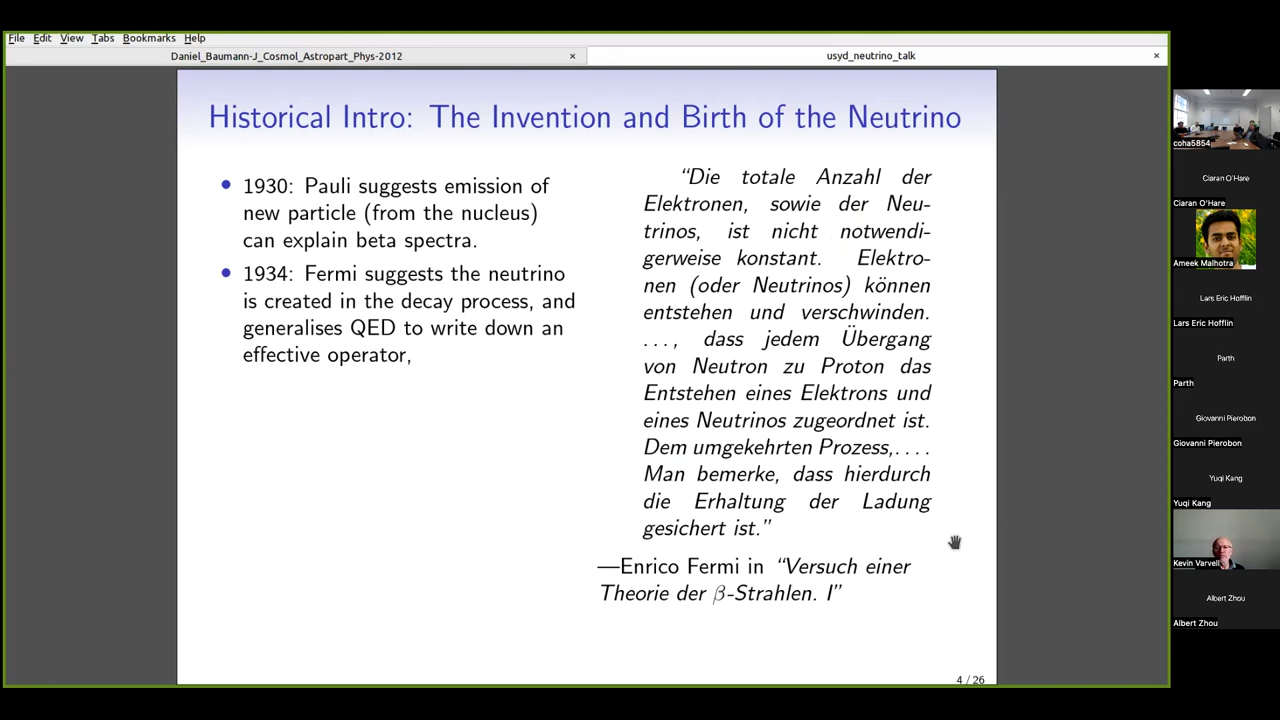 File Edit View Tabs Bookmarks Help
Daniel_Baumann-J_Cosmol_Astropart_Phys-2012 ×
usyd_neutrino_talk ×
Historical Intro: The Invention and Birth of the Neutrino
• 1930: Pauli suggests emission of
new particle (from the nucleus)
can explain beta spectra.
• 1934: Fermi suggests the neutrino
is created in the decay process, and
generalises QED to write down an
effective operator,
“Die totale Anzahl der
Elektronen, sowie der Neu-
trinos, ist nicht notwendi-
gerweise konstant. Elektro-
nen (oder Neutrinos) können
entstehen und verschwinden.
..., dass jedem Übergang
von Neutron zu Proton das
Entstehen eines Elektrons und
eines Neutrinos zugeordnet ist.
Dem umgekehrten Prozess,....
Man bemerke, dass hierdurch
die Erhaltung der Ladung
gesichert ist.”
—Enrico Fermi in “Versuch einer
Theorie der β-Strahlen. I”
4 / 26
coha5854
Ciaran O'Hare
Ciaran O'Hare
Ameek Malhotra
Lars Eric Hofflin
Lars Eric Hofflin
Parth
Parth
Giovanni Pierobon
Giovanni Pierobon
Yuqi Kang
Yuqi Kang
Kevin Varvell
Albert Zhou
Albert Zhou